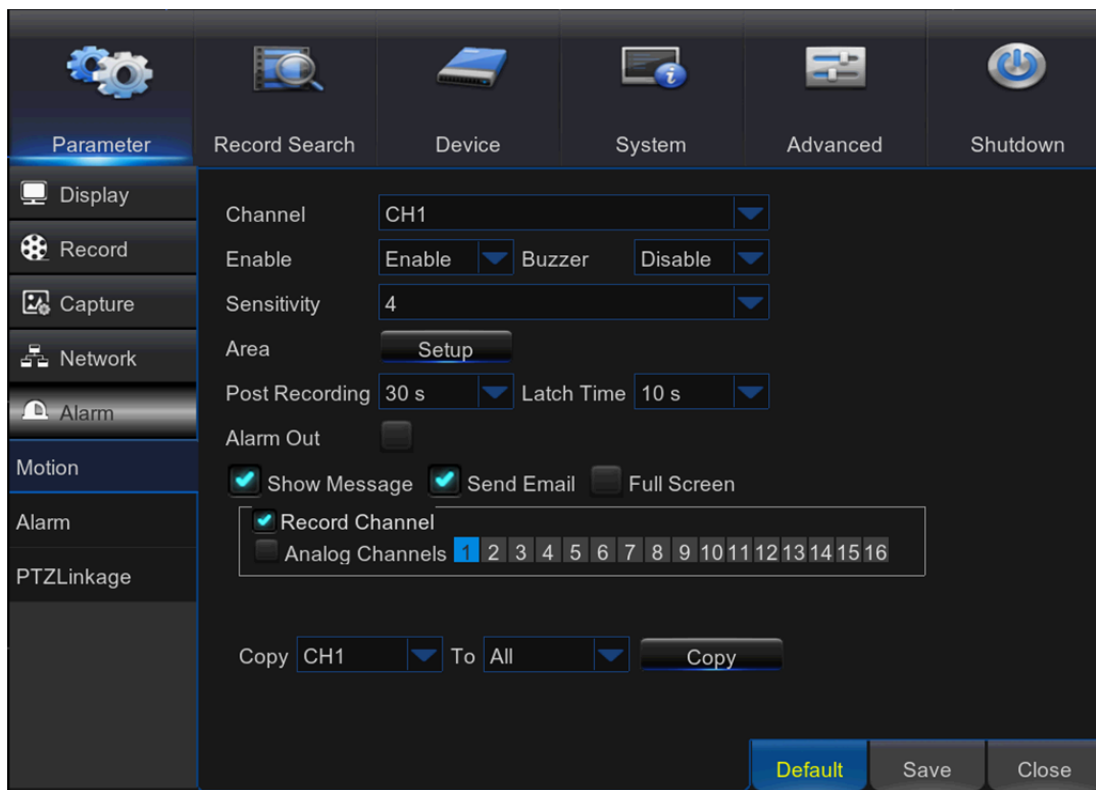 Parameter Record Search Device System Advanced Shutdown
Display
Record
Capture
Network
Alarm
Motion
Alarm
PTZLinkage
Channel CH1
Enable Enable Buzzer Disable
Sensitivity 4
Area Setup
Post Recording 30 s Latch Time 10 s
Alarm Out
Show Message Send Email Full Screen
Record Channel
Analog Channels 1 2 3 4 5 6 7 8 9 10 11 12 13 14 15 16
Copy CH1 To All Copy
Default Save Close